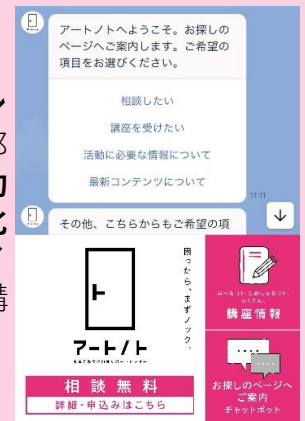 アートノトへようこそ。お探しの
ページへご案内します。ご希望の
項目をお選びください。
相談したい
講座を受けたい
活動に必要な情報について
最新コンテンツについて
11:11
その他、こちらからもご希望の項
困ったら、まずノック。
アートノト
相談無料
詳細・申込みはこちら
講座情報
お探しのページへ
ご案内
チャットボット